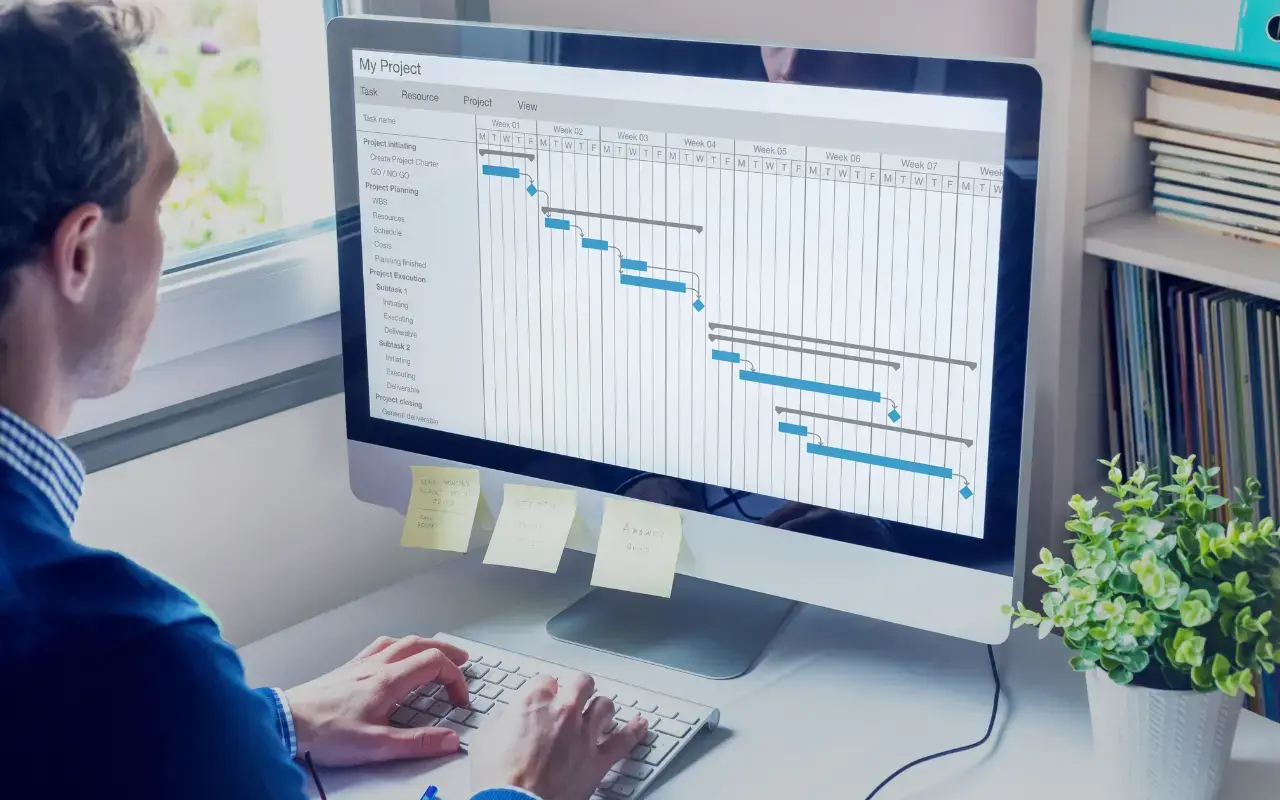 My Project
Task Resource Project View
Task name
Week 01 Week 02 Week 03 Week 04 Week 05 Week 06 Week 07 Week
M T W T F M T W T F M T W T F M T W T F M T W T F M T W T F M T W T F M T W
Project initiating
Create Project Charter
GO / NO GO
Project Planning
WBS
Resources
Schedule
Costs
Planning finished
Project Execution
Subtask 1
Initiating
Executing
Deliverable
Subtask 2
Initiating
Executing
Deliverable
Project closing
General deliverable
Answer